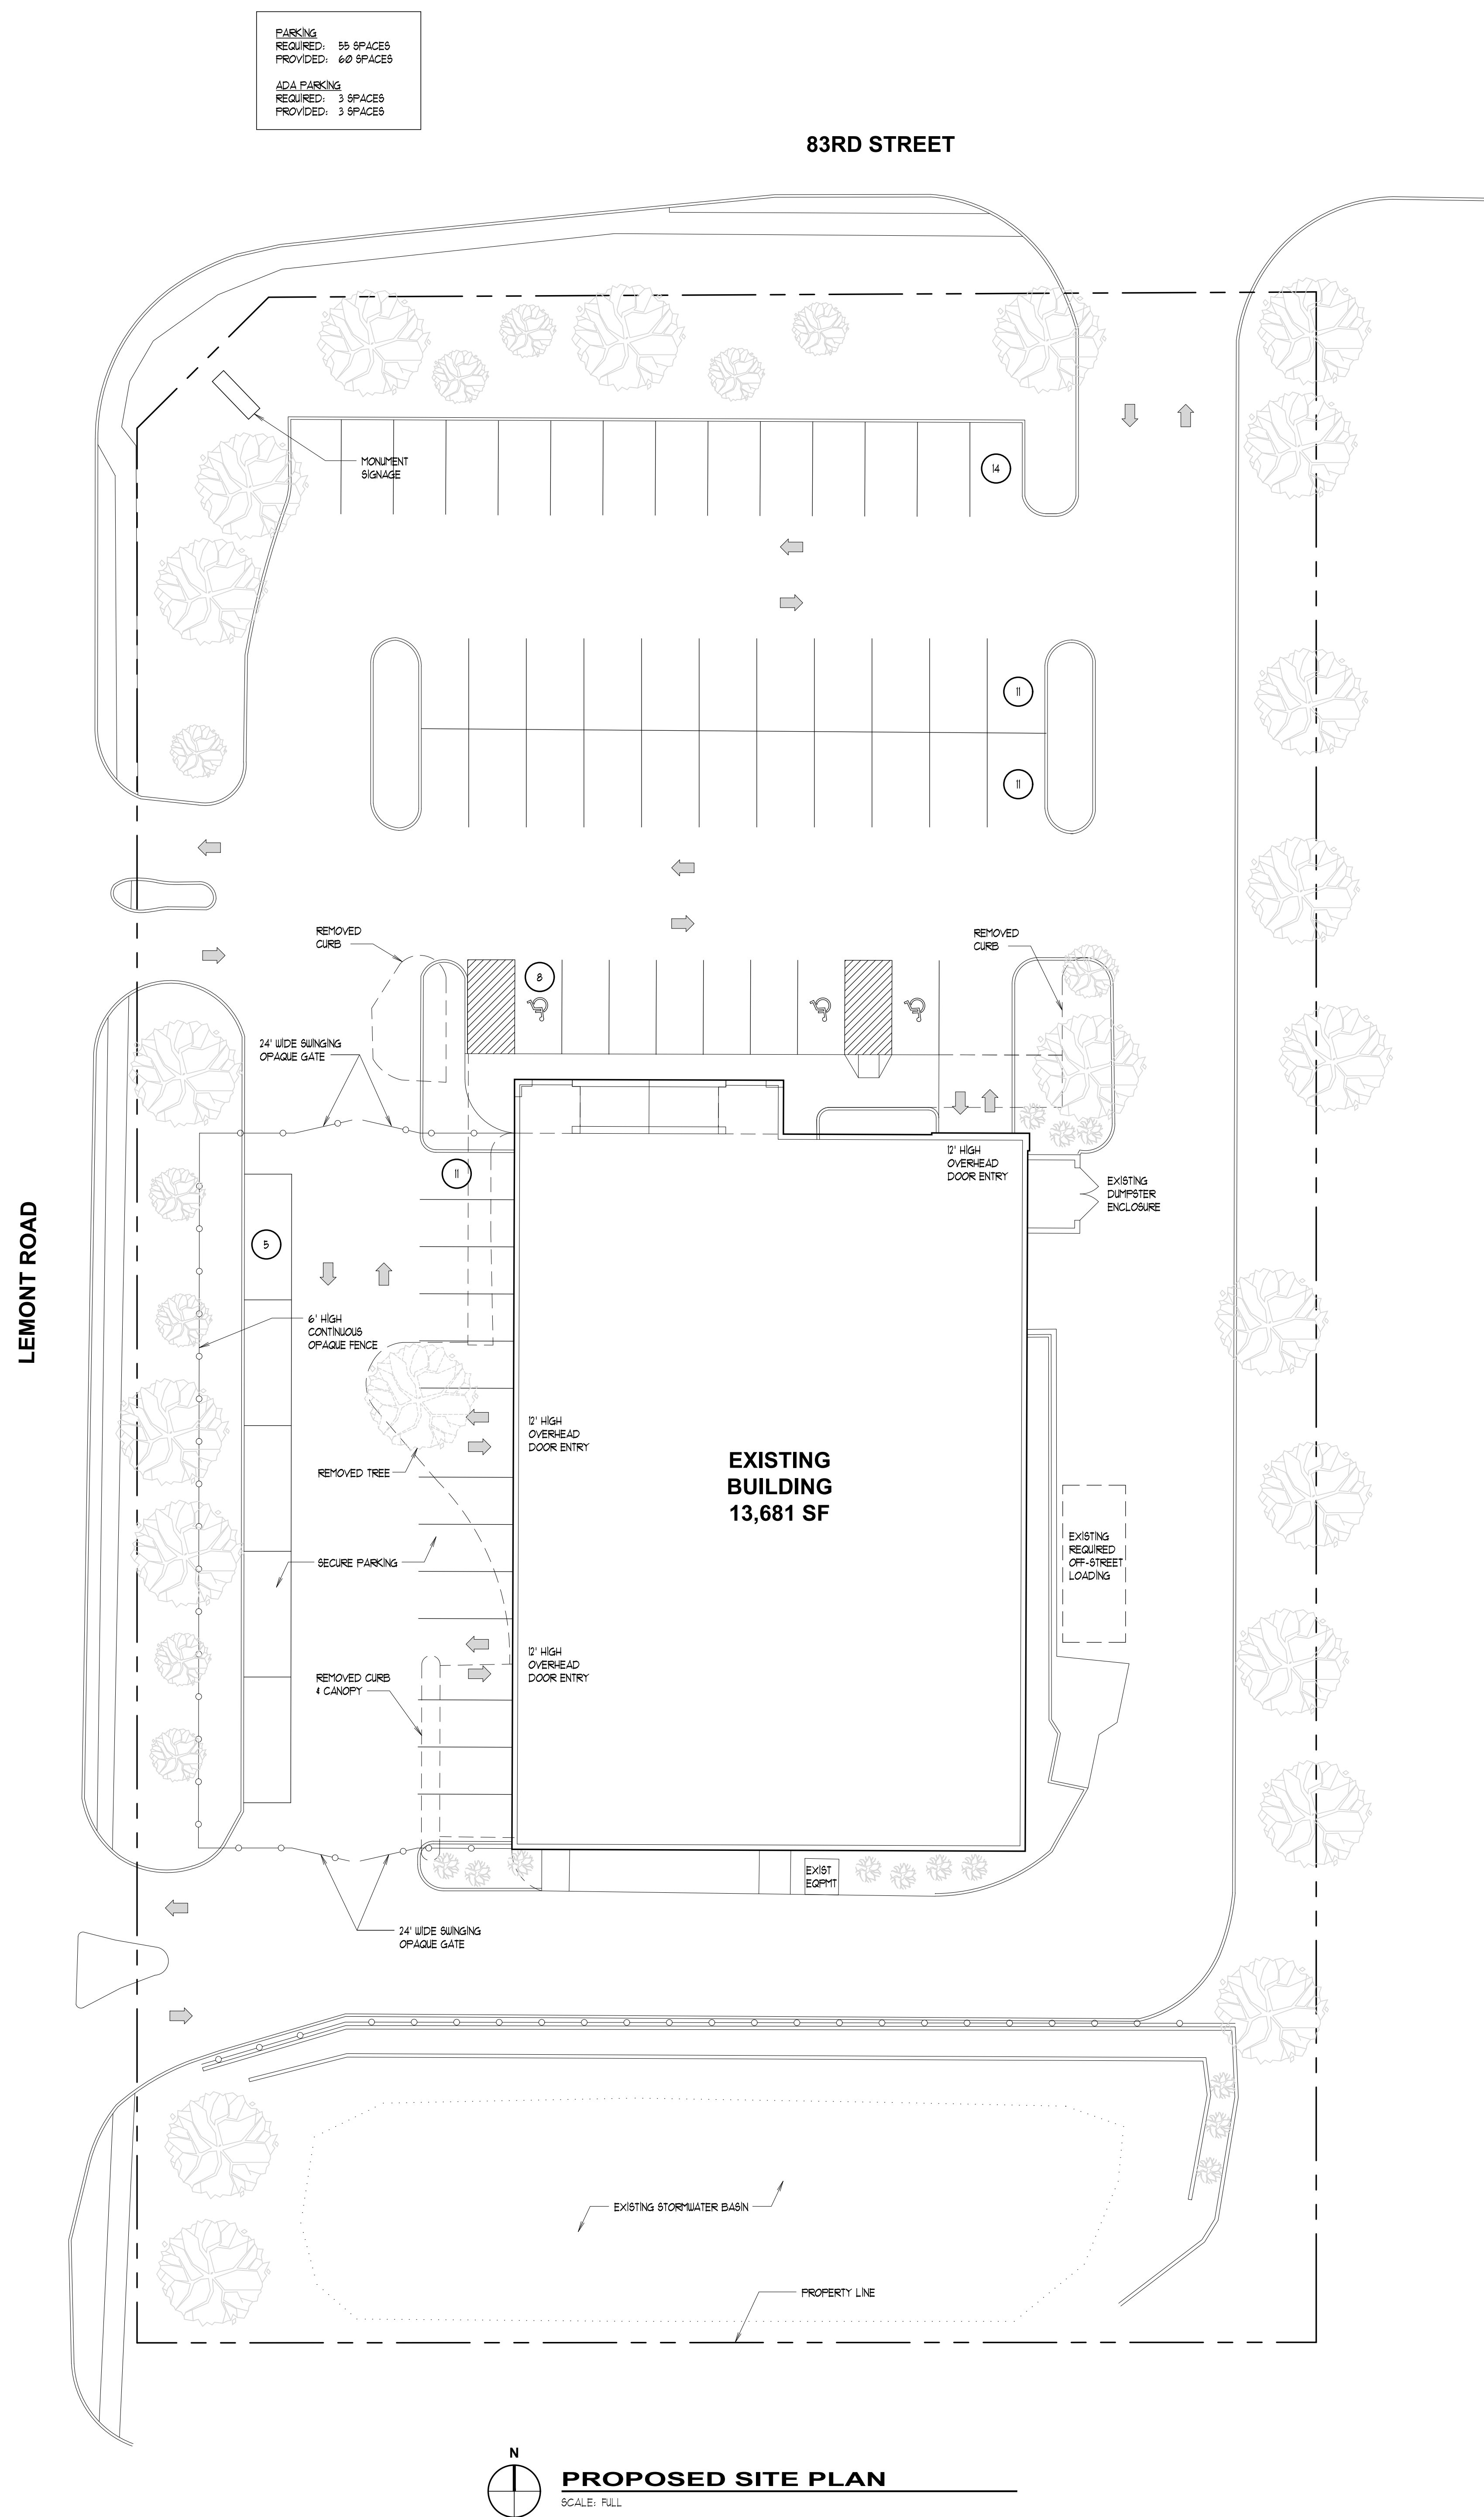 PARKING
REQUIRED: 55 SPACES
PROVIDED: 60 SPACES
ADA PARKING
REQUIRED: 3 SPACES
PROVIDED: 3 SPACES
83RD STREET
MONUMENT
SIGNAGE
14
11
11
REMOVED
CURB
8
REMOVED
CURB
24' WIDE SWINGING
OPAQUE GATE
12' HIGH
OVERHEAD
DOOR ENTRY
EXISTING
DUMPSTER
ENCLOSURE
11
5
LEMONT ROAD
6' HIGH
CONTINUOUS
OPAQUE FENCE
12' HIGH
OVERHEAD
DOOR ENTRY
REMOVED TREE
EXISTING
BUILDING
13,681 SF
SECURE PARKING
EXISTING
REQUIRED
OFF-STREET
LOADING
12' HIGH
OVERHEAD
DOOR ENTRY
REMOVED CURB
& CANOPY
EXIST
EQPMT
24' WIDE SWINGING
OPAQUE GATE
EXISTING STORMWATER BASIN
PROPERTY LINE
N
PROPOSED SITE PLAN
SCALE: FULL